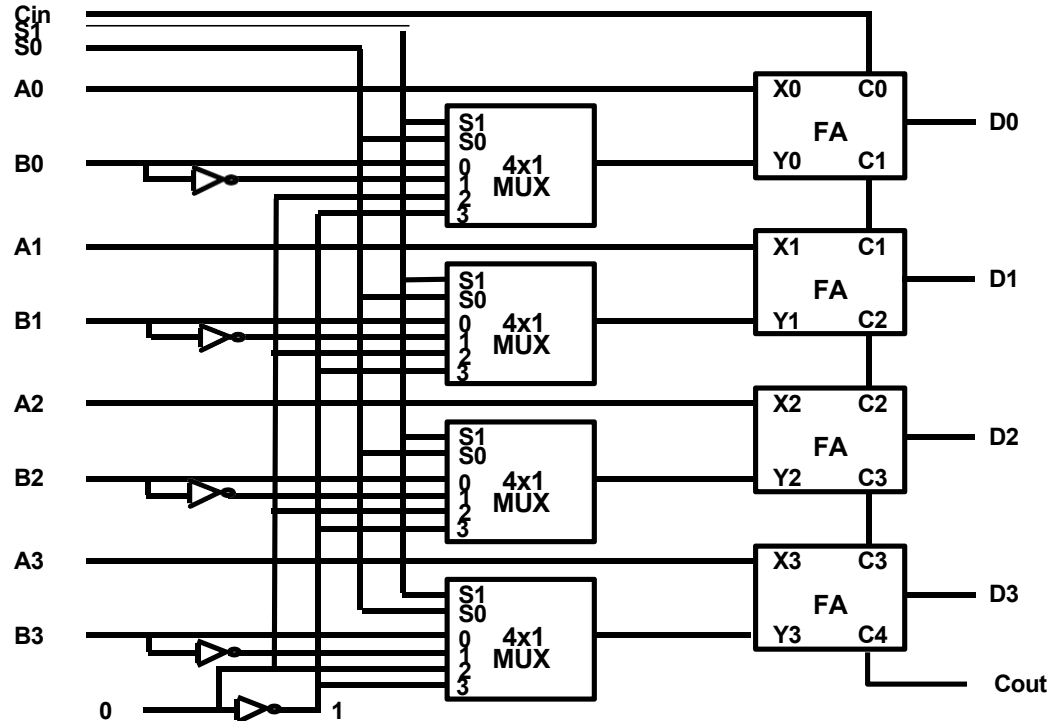 Cin
S1
S0
A0
X0 C0
S1
S0
FA
D0
B0
0
1
2
3
4x1
MUX
Y0 C1
A1
X1 C1
S1
S0
FA
D1
B1
0
1
2
3
4x1
MUX
Y1 C2
A2
X2 C2
S1
S0
FA
D2
B2
0
1
2
3
4x1
MUX
Y2 C3
A3
X3 C3
S1
S0
FA
D3
B3
0
1
2
3
4x1
MUX
Y3 C4
Cout
0 1